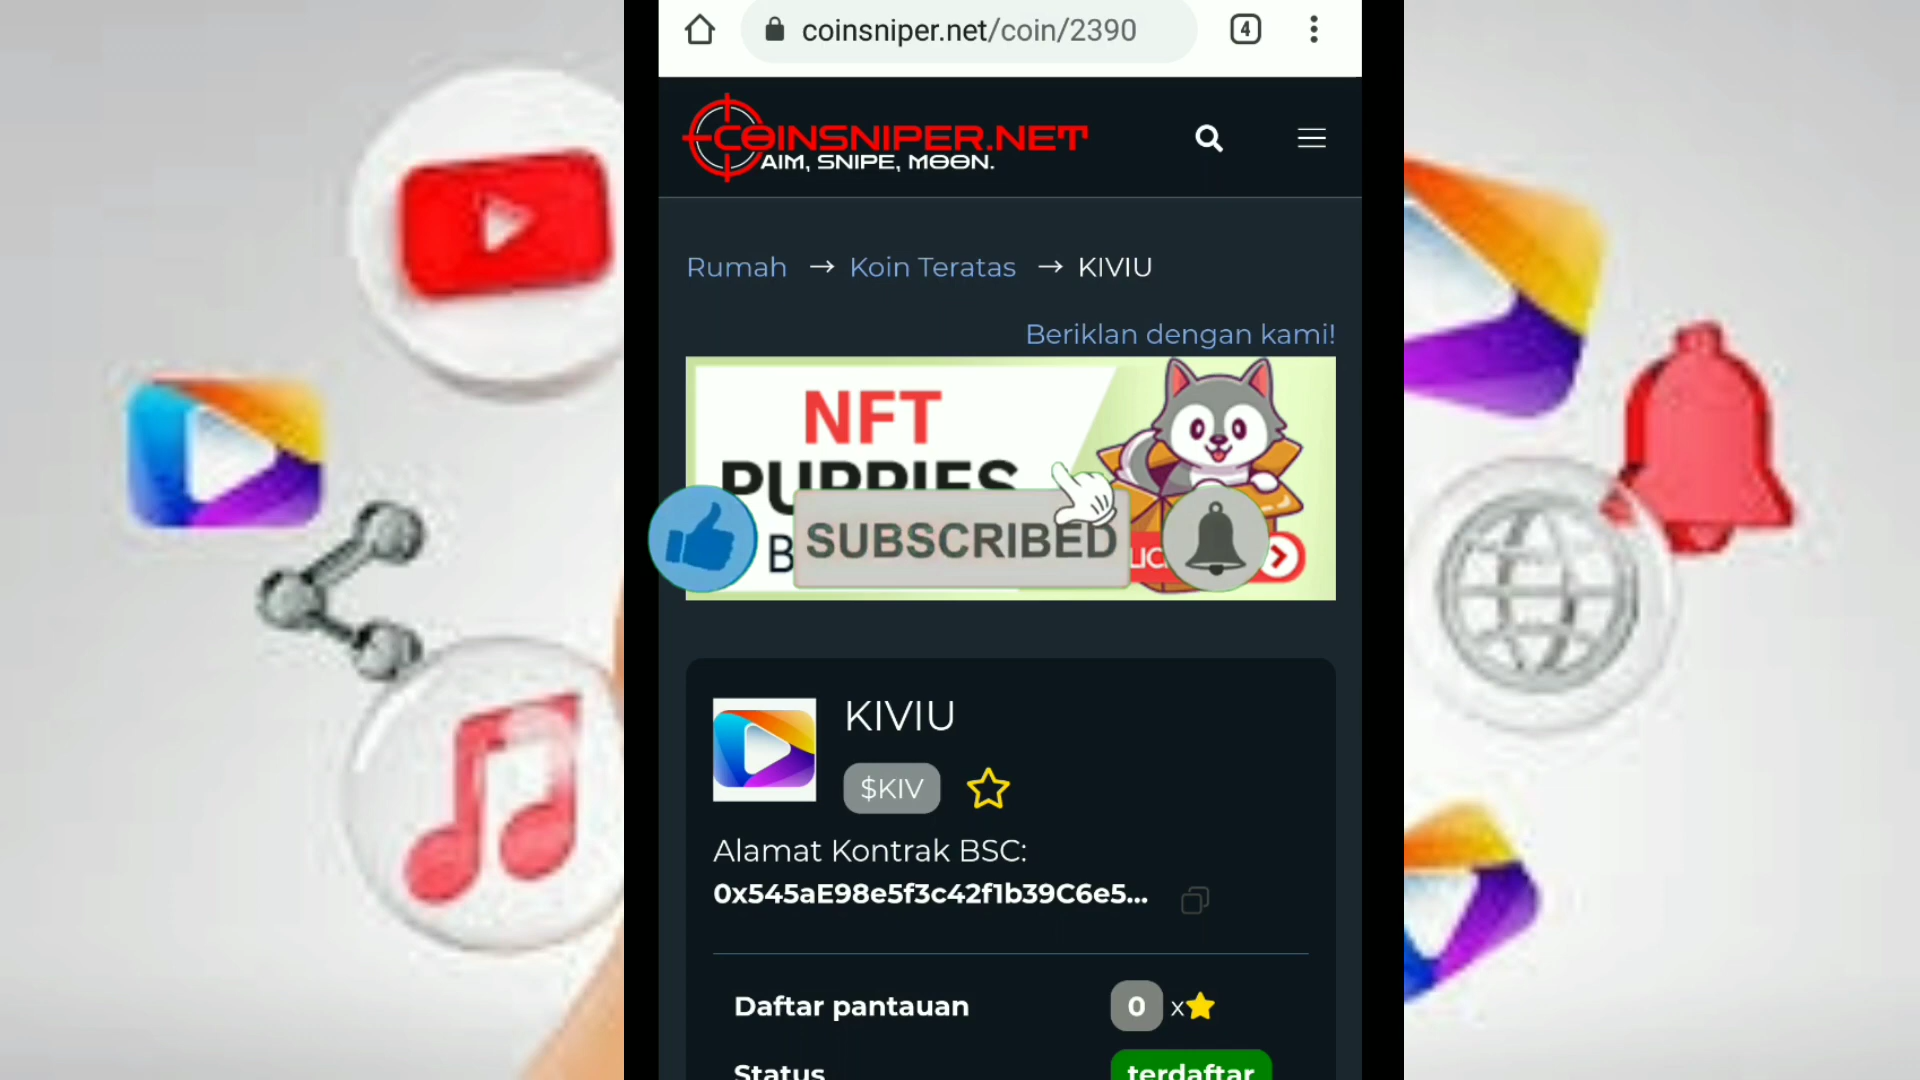 coinsniper.net/coin/2390
4
COINSNIPER.NET
AIM, SNIPE, MOON.
Rumah → Koin Teratas → KIVIU
Beriklan dengan kami!
NFT
PUPPIES
SUBSCRIBED
KIVIU
$KIV
Alamat Kontrak BSC:
0x545aE98e5f3c42f1b39C6e5...
Daftar pantauan 0 x
Status terdaftar